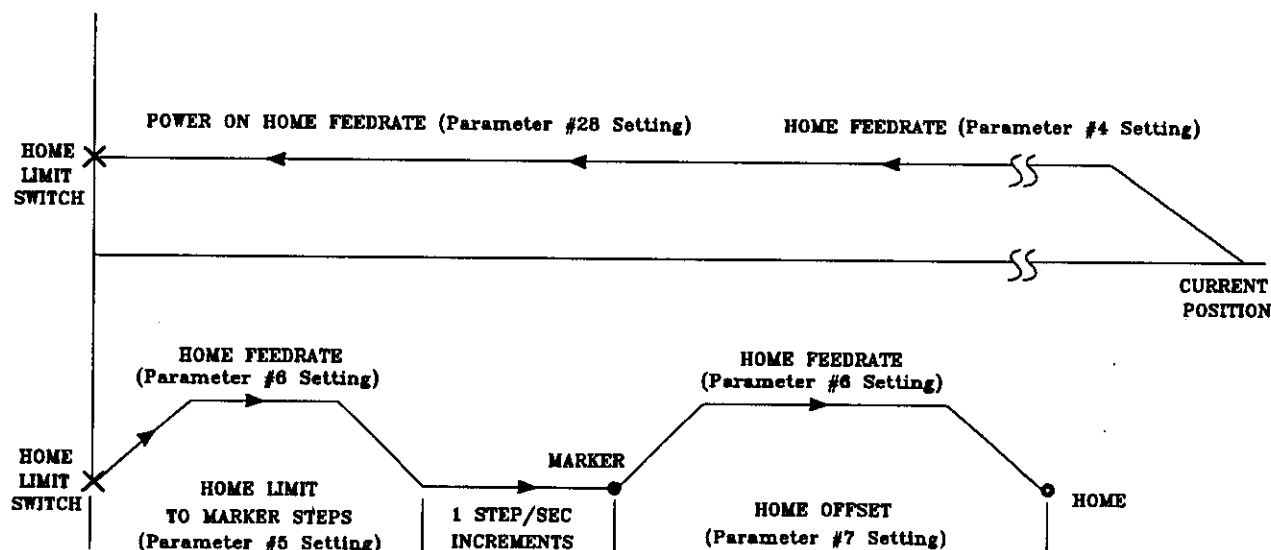 POWER ON HOME FEEDRATE (Parameter #28 Setting)
HOME FEEDRATE (Parameter #4 Setting)
HOME
LIMIT
SWITCH
CURRENT
POSITION
HOME FEEDRATE
(Parameter #6 Setting)
HOME FEEDRATE
(Parameter #6 Setting)
HOME
LIMIT
SWITCH
HOME LIMIT
TO MARKER STEPS
(Parameter #5 Setting)
1 STEP/SEC
INCREMENTS
MARKER
HOME OFFSET
(Parameter #7 Setting)
HOME